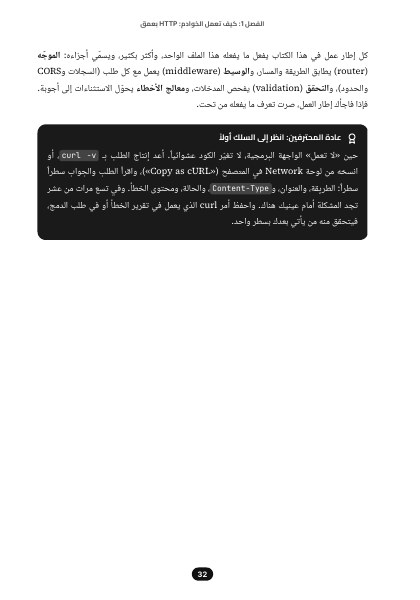 الفصل 1: كيف تعمل الخوادم: HTTP بعمق
كل إطار عمل في هذا الكتاب يفعل ما يفعله هذا الملف الواحد، وأكثر بكثير، ويسمّي أجزاءه: الموجّه
(router) يطابق الطريقة والمسار، والوسيط (middleware) يعمل مع كل طلب (السجلات وCORS
والحدود)، والتحقق (validation) يفحص المدخلات، ومعالج الأخطاء يحوّل الاستثناءات إلى أجوبة.
فإذا فاجأك إطار العمل، صرت تعرف ما يفعله من تحت.
عادة المحترفين: انظر إلى السلك أولاً
حين «لا تعمل» الواجهة البرمجية، لا تغيّر الكود عشوائياً. أعد إنتاج الطلب بـ curl -v، أو
انسخه من لوحة Network في المتصفح («Copy as cURL»)، واقرأ الطلب والجواب سطراً
سطراً: الطريقة، والعنوان، وContent-Type، والحالة، ومحتوى الخطأ. وفي تسع مرات من عشر
تجد المشكلة أمام عينيك هناك. واحفظ أمر curl الذي يعمل في تقرير الخطأ أو في طلب الدمج،
فيتحقق منه من يأتي بعدك بسطر واحد.
32